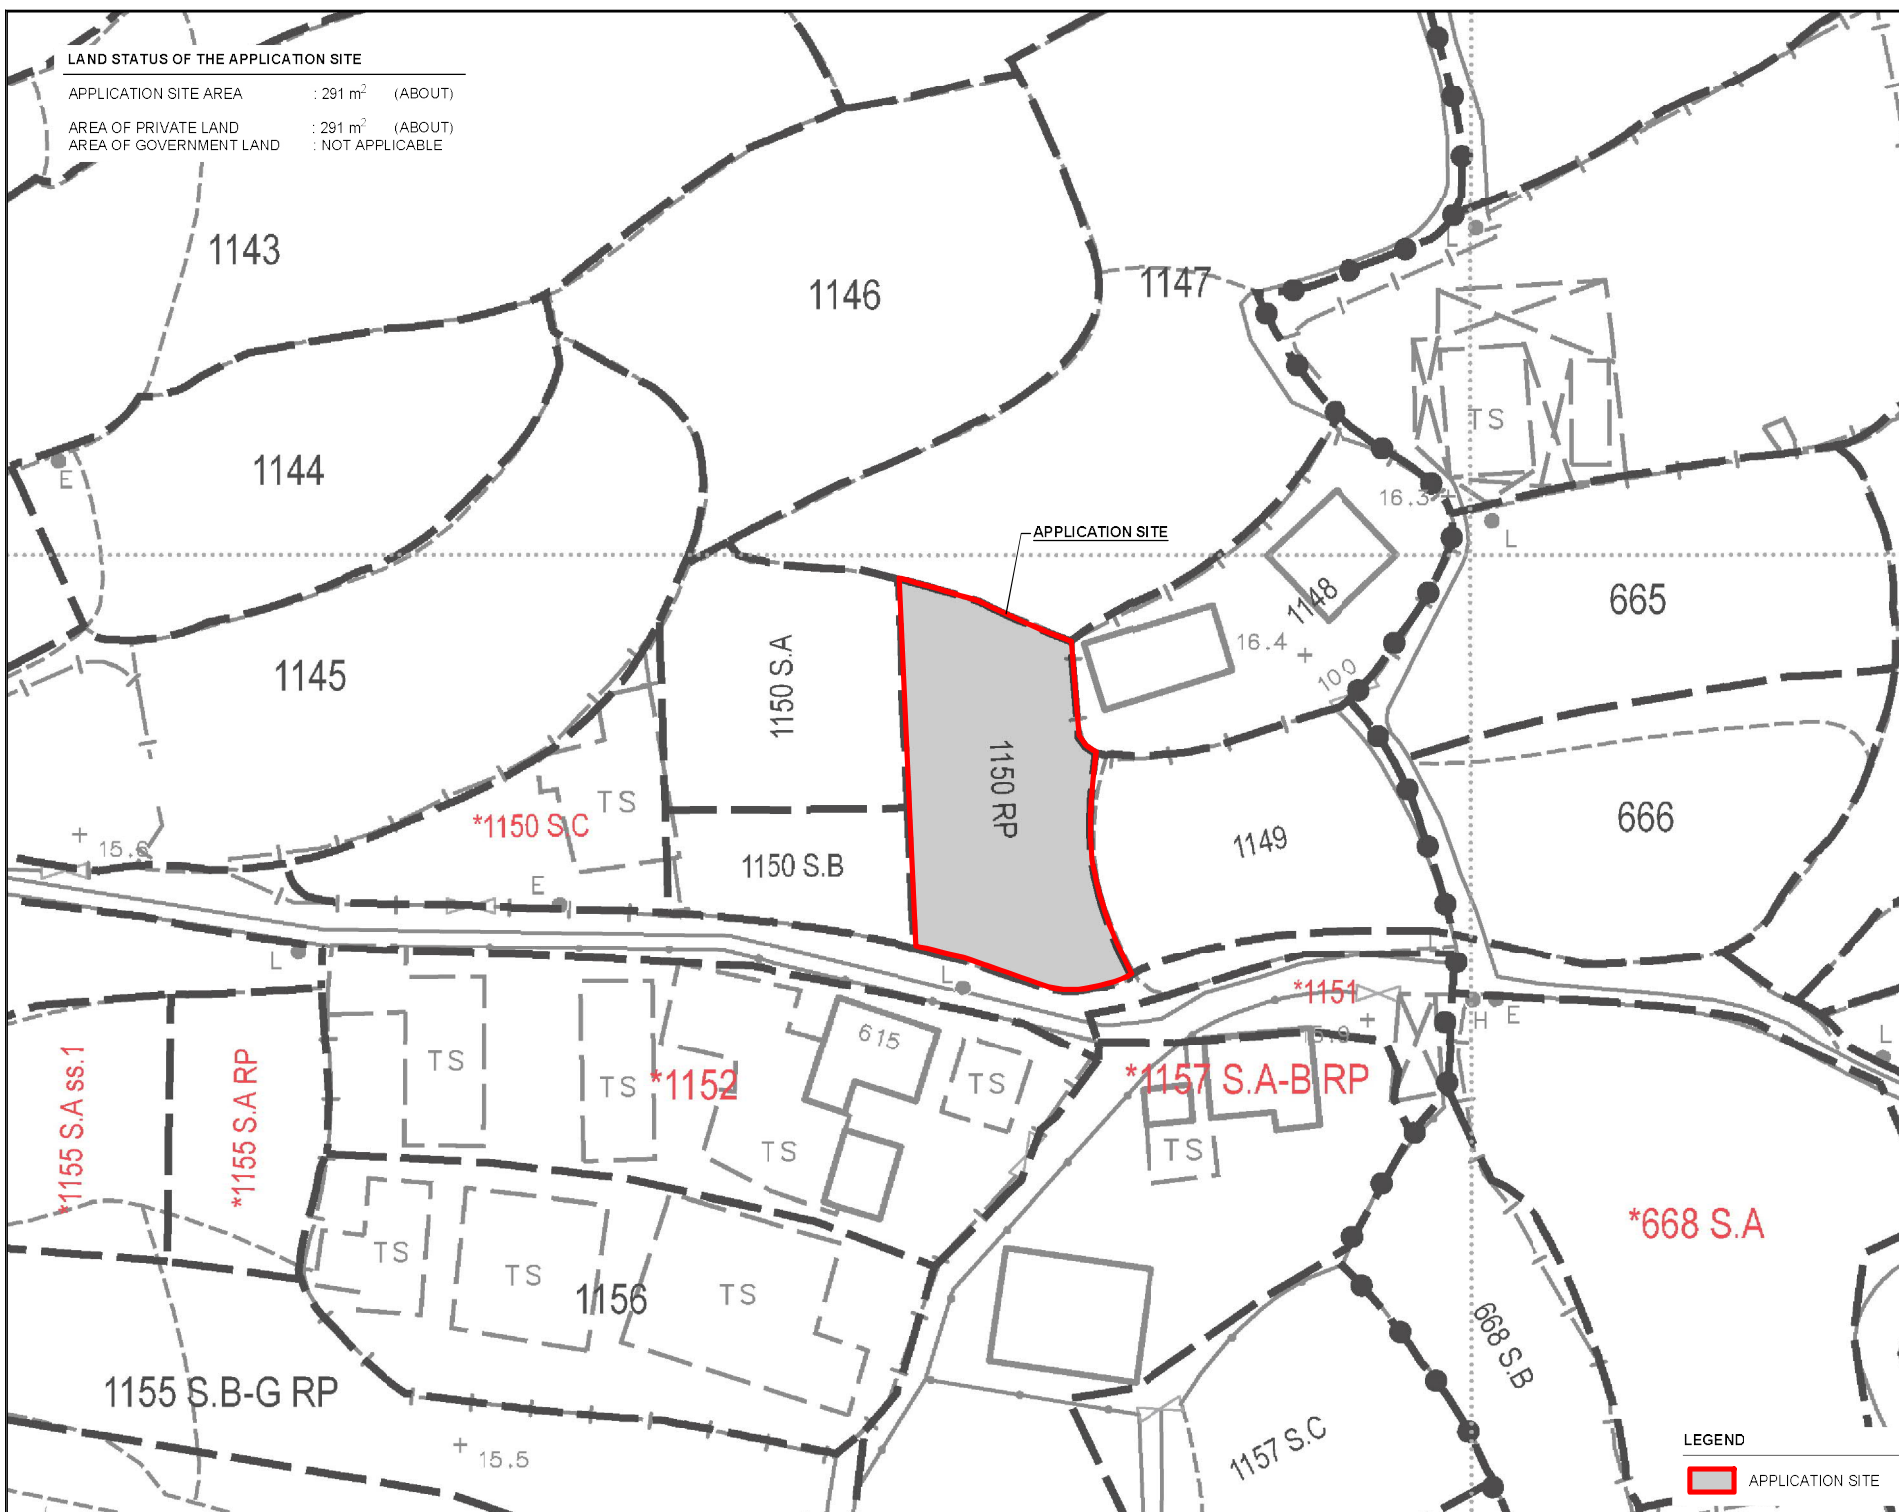 LAND STATUS OF THE APPLICATION SITE
APPLICATION SITE AREA : 291 m² (ABOUT)
AREA OF PRIVATE LAND : 291 m² (ABOUT)
AREA OF GOVERNMENT LAND : NOT APPLICABLE
1143
1146
1147
L
TS
1144
E
16.3
L
APPLICATION SITE
1148
665
16.4
100
1145
1150 S.A
1150 RP
TS
*1150 S.C
666
15.6
1149
1150 S.B
E
L
L
L
*1151
H
E
15.9
615
L
*1155 S.A ss.1
*1155 S.A RP
TS
TS
*1152
TS
*1157 S.A-B RP
TS
TS
*668 S.A
TS
TS
TS
1156
668 S.B
1155 S.B-G RP
1157 S.C
15.5
LEGEND
APPLICATION SITE